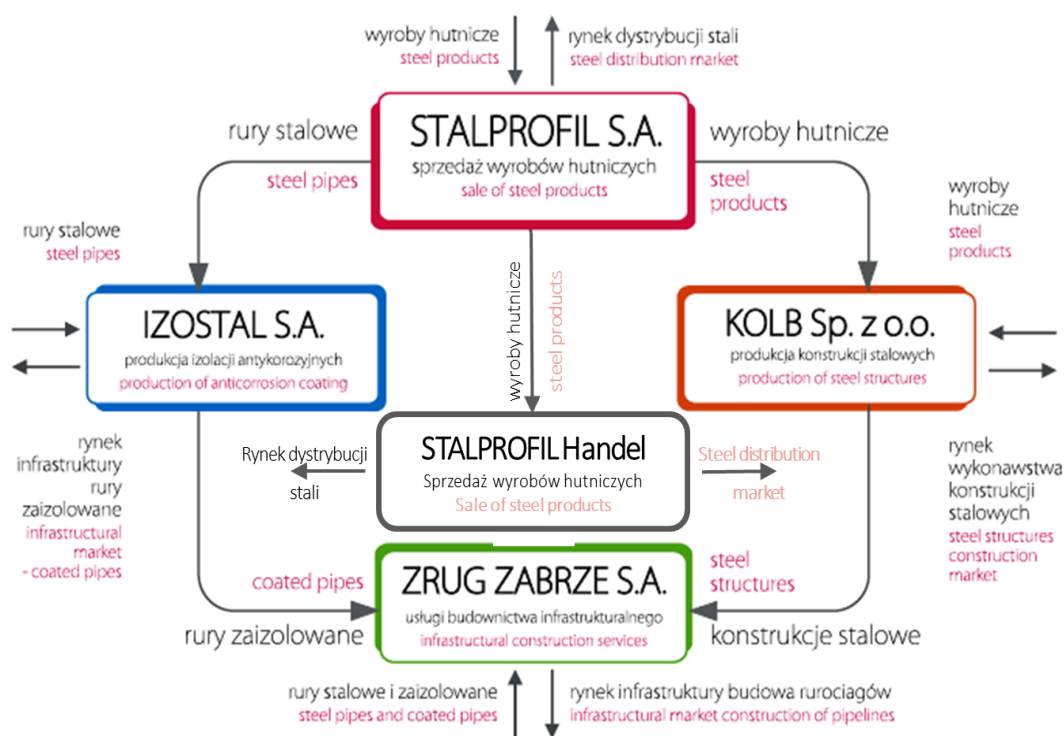 wyroby hutnicze
steel products
rynek dystrybucji stali
steel distribution market
STALPROFIL S.A.
sprzedaż wyrobów hutniczych
sale of steel products
rury stalowe
steel pipes
wyroby hutnicze
steel
products
rury stalowe
steel pipes
wyroby
hutnicze
steel
products
wyroby hutnicze
steel products
IZOSTAL S.A.
produkcja izolacji antykorozyjnych
production of anticorrosion coating
KOLB Sp. z o.o.
produkcja konstrukcji stalowych
production of steel structures
STALPROFIL Handel
Sprzedaż wyrobów hutniczych
Sale of steel products
Rynek dystrybucji
stali
Steel distribution
market
rynek
infrastruktury
rury
zaizolowane
infrastructural
market
- coated pipes
rynek
wykonawstwa
konstrukcji
stalowych
steel structures
construction
market
coated pipes
rury zaizolowane
ZRUG ZABRZE S.A.
usługi budownictwa infrastrukturalnego
infrastructural construction services
steel
structures
konstrukcje stalowe
rury stalowe i zaizolowane
steel pipes and coated pipes
rynek infrastruktury budowa rurociągów
infrastructural market construction of pipelines